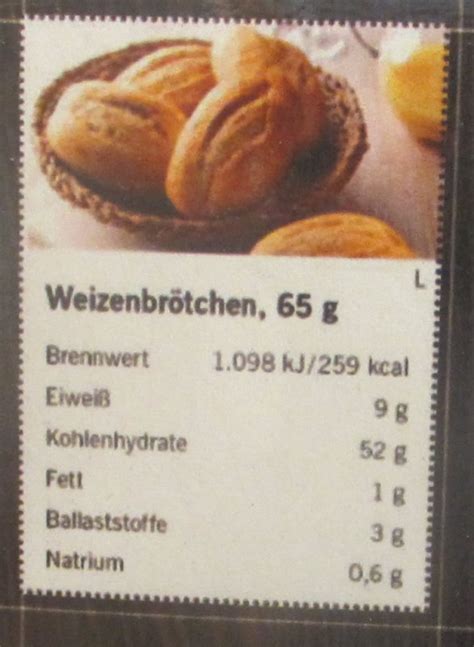 L
Weizenbrötchen, 65 g
Brennwert 1.098 kJ/259 kcal
Eiweiß 9 g
Kohlenhydrate 52 g
Fett 1 g
Ballaststoffe 3 g
Natrium 0,6 g